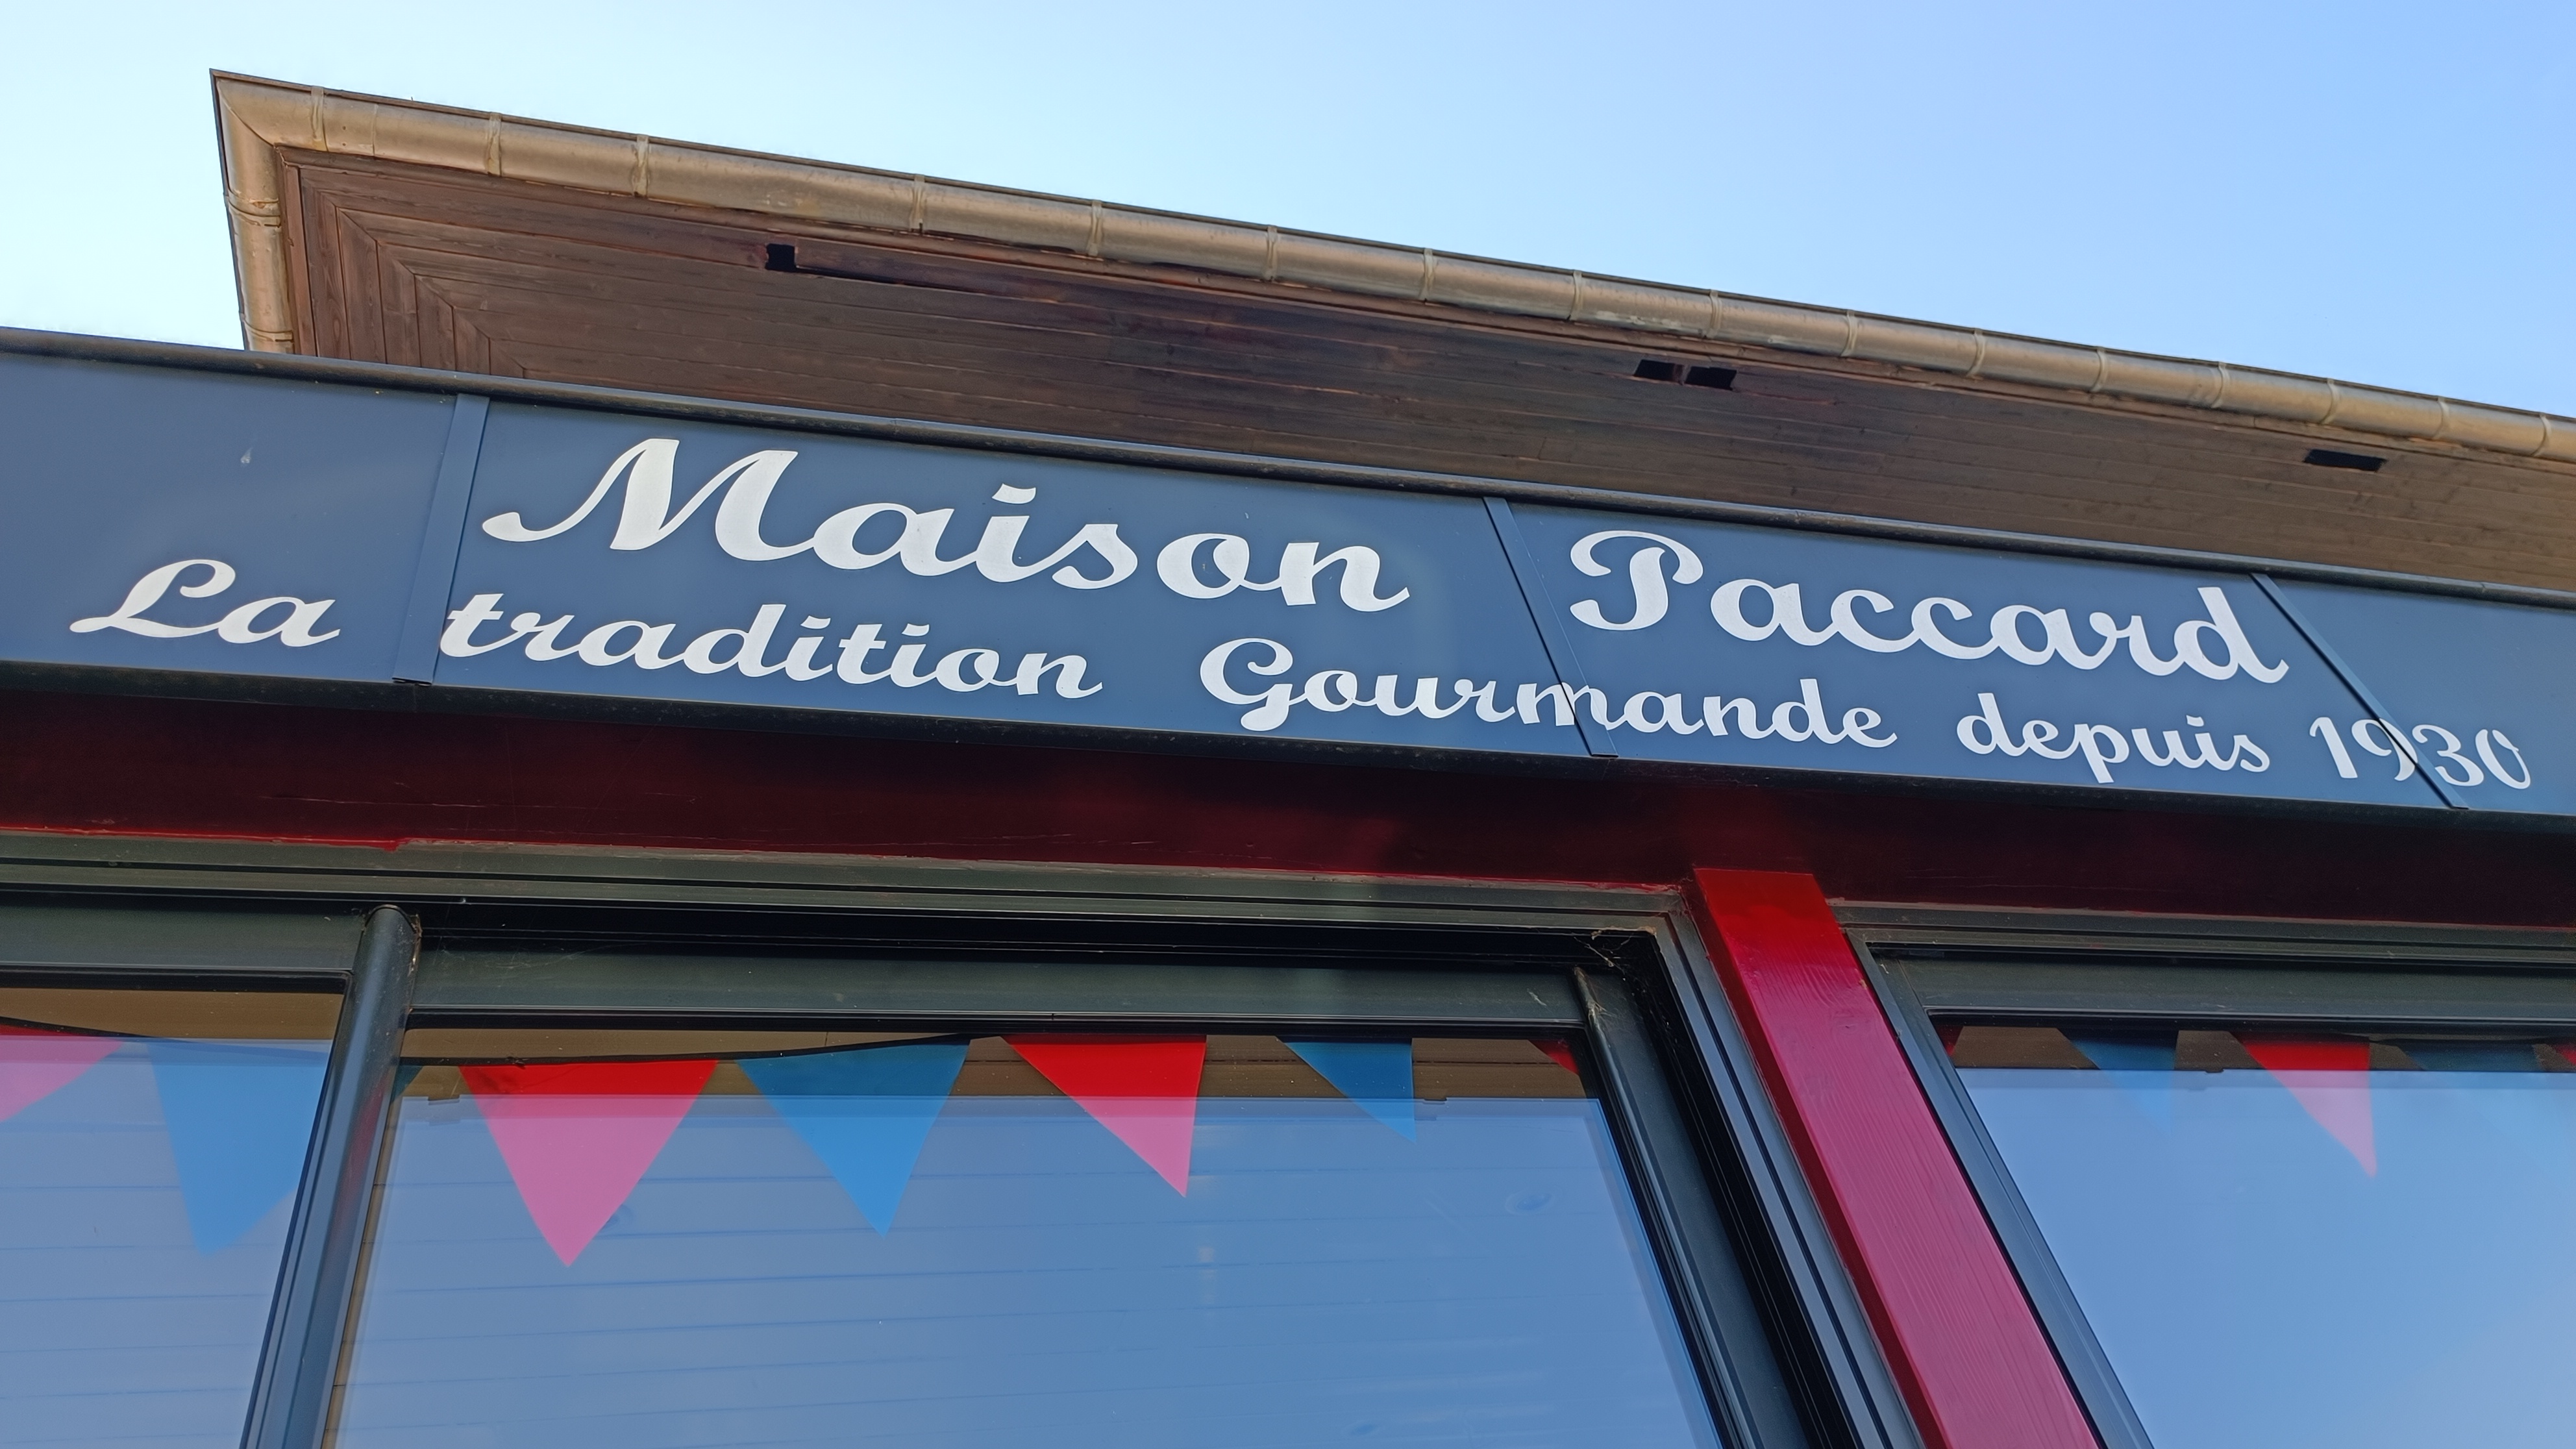 Maison Paccard
La tradition Gourmande depuis 1930